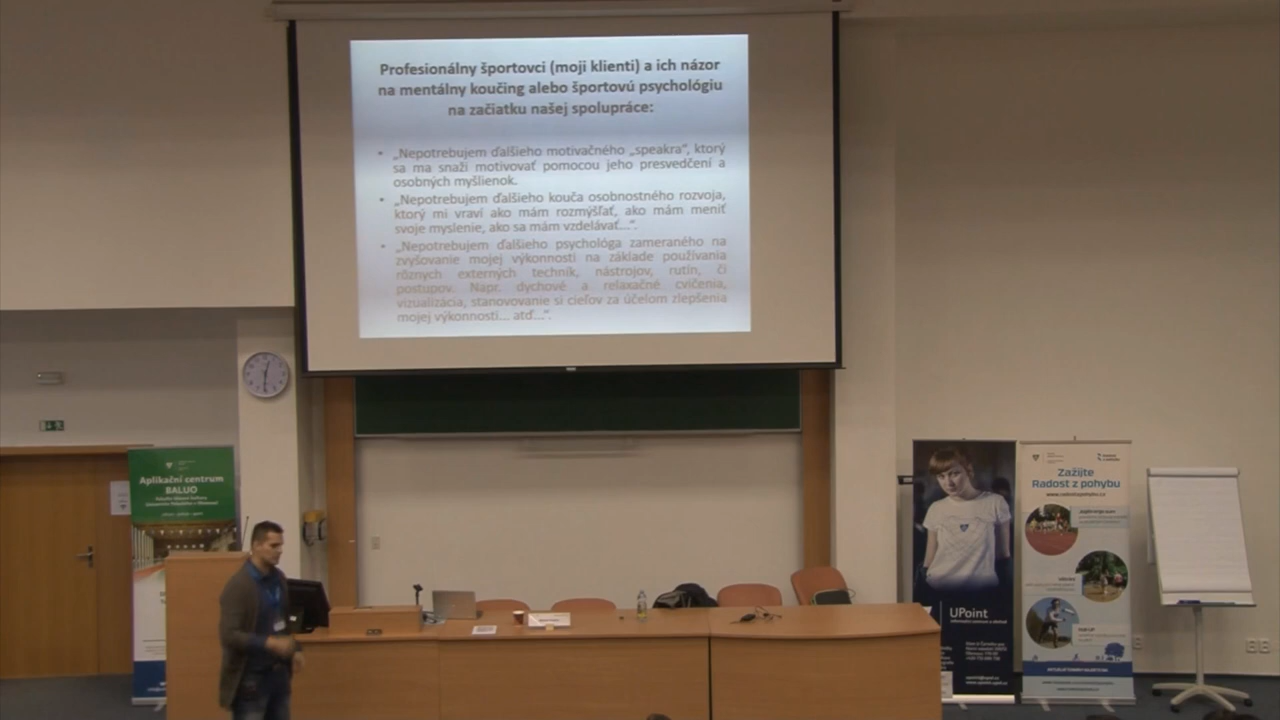 Profesionálny športovci (moji klienti) a ich názor
na mentálny koučing alebo športovú psychológiu
na začiatku našej spolupráce:
• „Nepotrebujem ďalšieho motivačného „speakra“, ktorý
sa ma snaží motivovať pomocou jeho presvedčení a
osobných myšlienok.
• „Nepotrebujem ďalšieho kouča osobnostného rozvoja,
ktorý mi vraví ako mám rozmýšľať, ako mám meniť
svoje myslenie, ako sa mám vzdelávať...“.
• „Nepotrebujem ďalšieho psychológa zameraného na
zvyšovanie mojej výkonnosti na základe používania
rôznych externých techník, nástrojov, rutín, či
postupov. Napr. dychové a relaxačné cvičenia,
vizualizácia, stanovovanie si cieľov za účelom zlepšenia
mojej výkonnosti... atď...“.
Aplikační centrum
BALUO
UPoint
Zažijte
Radost z pohybu